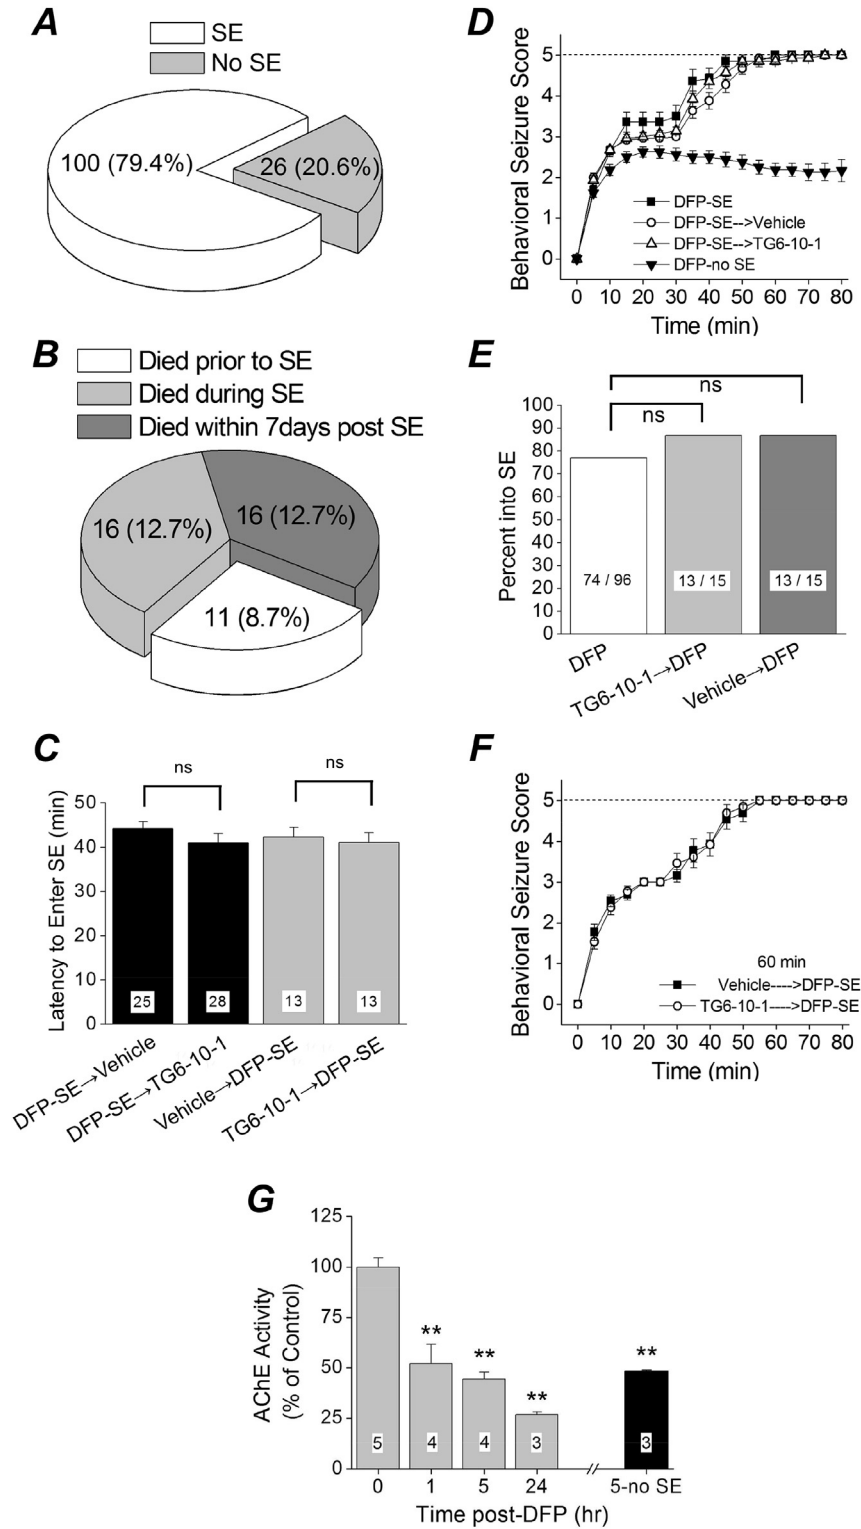 A
SE
No SE
100 (79.4%)
26 (20.6%)
B
Died prior to SE
Died during SE
Died within 7days post SE
16 (12.7%)
16 (12.7%)
11 (8.7%)
C
ns
ns
Latency to Enter SE (min)
50
40
30
20
10
0
25
28
13
13
DFP-SE→Vehicle
DFP-SE→TG6-10-1
Vehicle→DFP-SE
TG6-10-1→DFP-SE
D
Behavioral Seizure Score
5
4
3
2
1
0
DFP-SE
DFP-SE-->Vehicle
DFP-SE-->TG6-10-1
DFP-no SE
0 10 20 30 40 50 60 70 80
Time (min)
E
ns
ns
Percent into SE
100
90
80
70
60
50
40
30
20
10
0
74 / 96
13 / 15
13 / 15
DFP
TG6-10-1→DFP
Vehicle→DFP
F
Behavioral Seizure Score
5
4
3
2
1
0
60 min
Vehicle---->DFP-SE
TG6-10-1---->DFP-SE
0 10 20 30 40 50 60 70 80
Time (min)
G
AChE Activity
(% of Control)
125
100
75
50
25
0
**
**
**
**
5
4
4
3
3
0 1 5 24 5-no SE
Time post-DFP (hr)